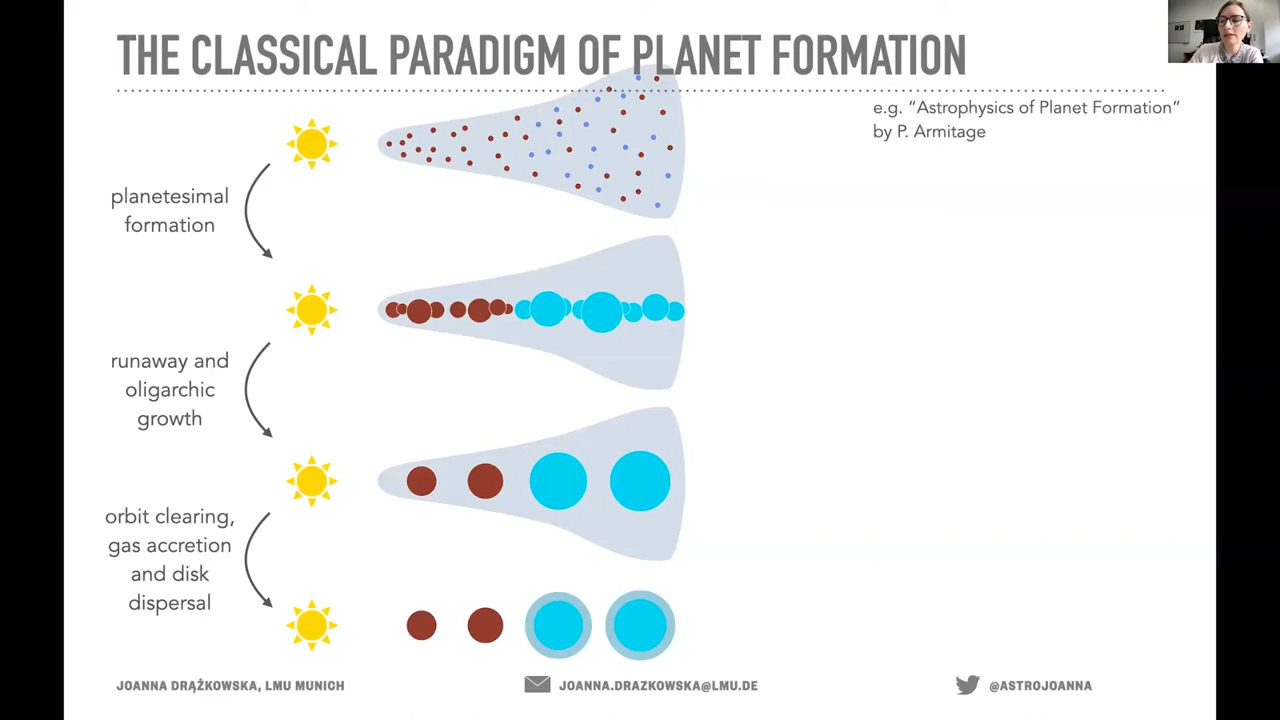 THE CLASSICAL PARADIGM OF PLANET FORMATION
e.g. “Astrophysics of Planet Formation”
by P. Armitage
planetesimal
formation
runaway and
oligarchic
growth
orbit clearing,
gas accretion
and disk
dispersal
JOANNA DRĄŻKOWSKA, LMU MUNICH
JOANNA.DRAZKOWSKA@LMU.DE
@ASTROJOANNA